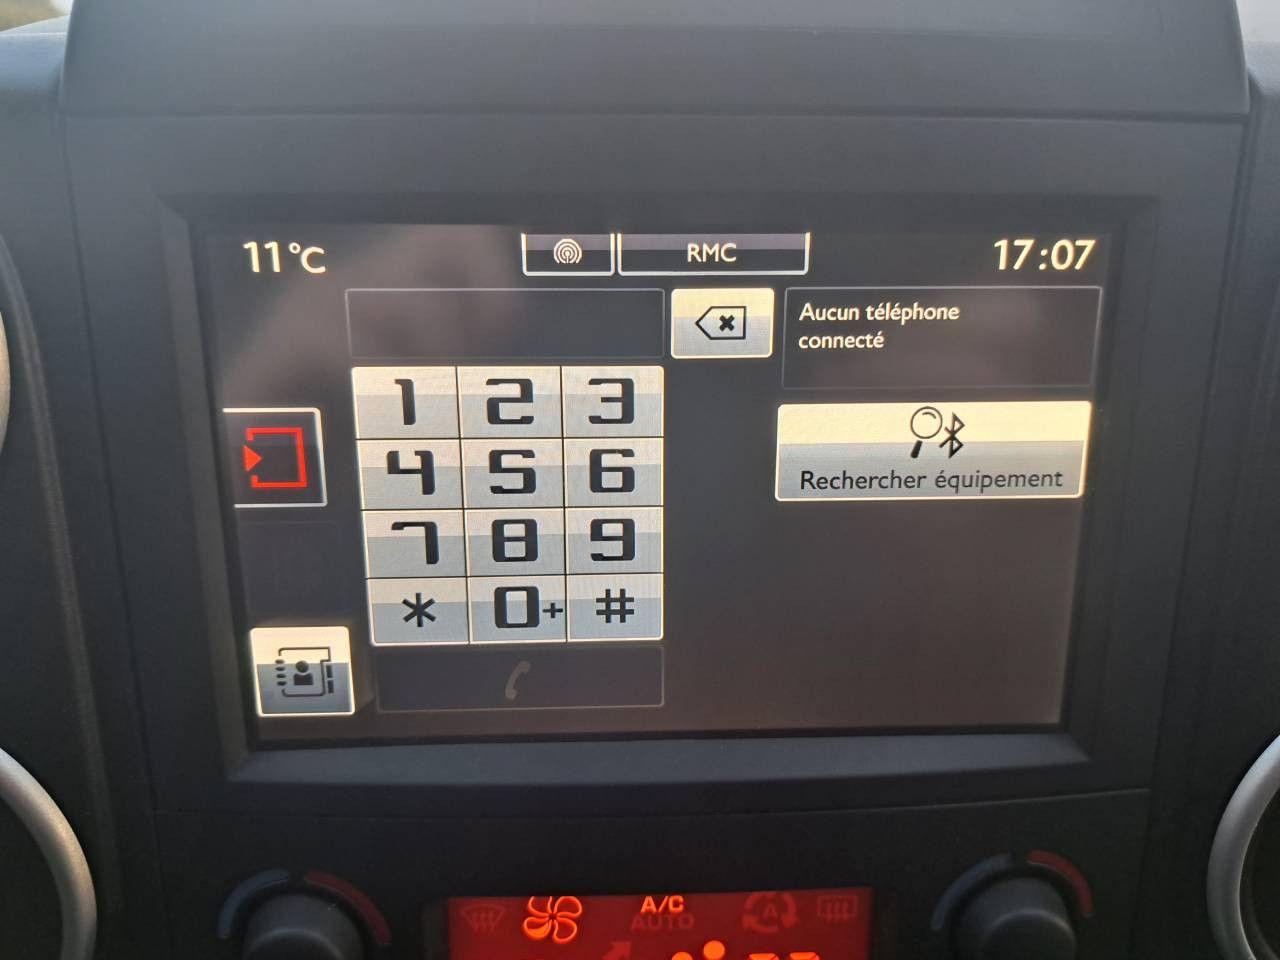 11°C
RMC
17:07
Aucun téléphone
connecté
1 2 3
4 5 6
7 8 9
* 0+ #
Rechercher équipement
A/C
AUTO
A